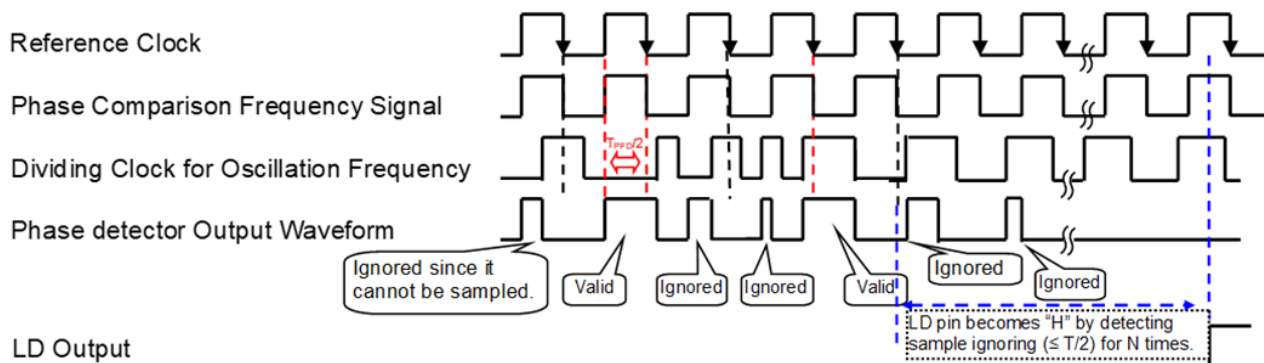 Reference Clock
Phase Comparison Frequency Signal
Dividing Clock for Oscillation Frequency
TPFD/2
Phase detector Output Waveform
Ignored since it
cannot be sampled.
Valid
Ignored
Ignored
Valid
Ignored
Ignored
LD pin becomes “H” by detecting
sample ignoring (≤ T/2) for N times.
LD Output